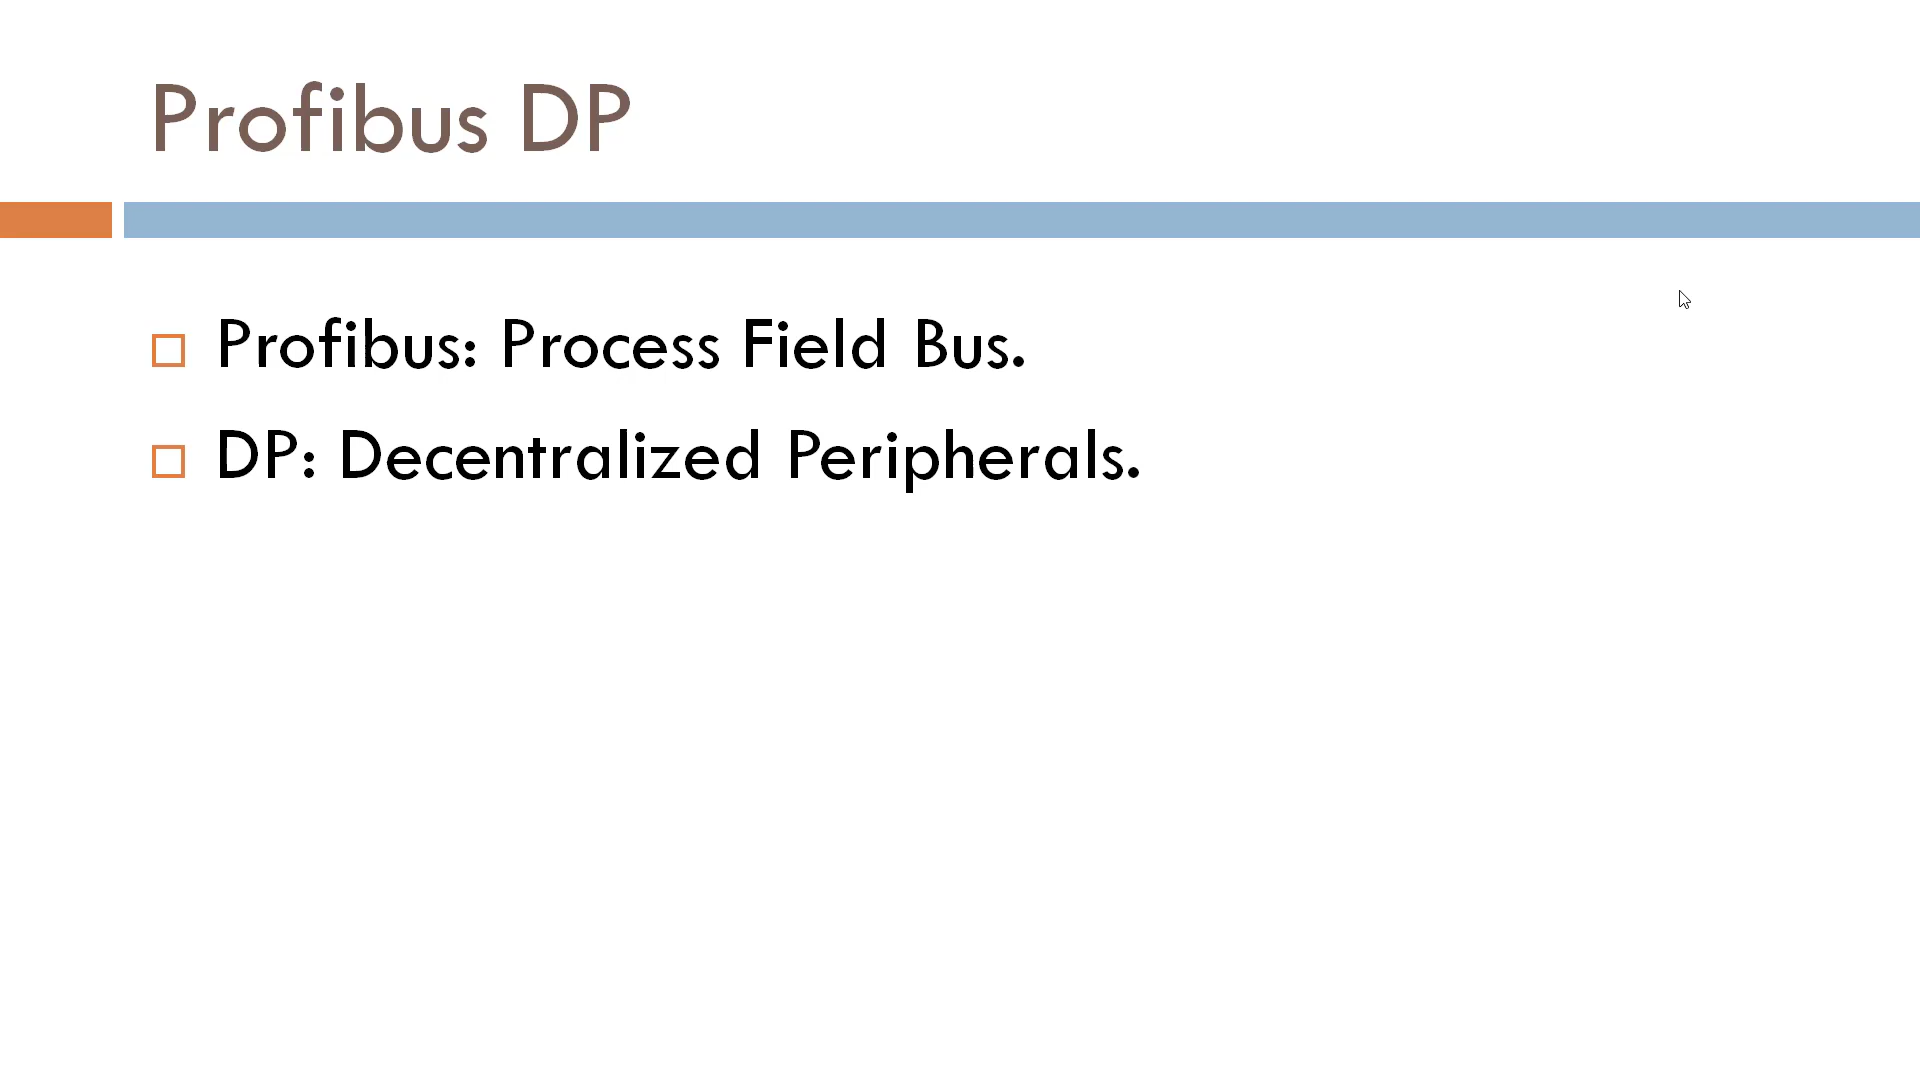 Profibus DP
Profibus: Process Field Bus.
DP: Decentralized Peripherals.